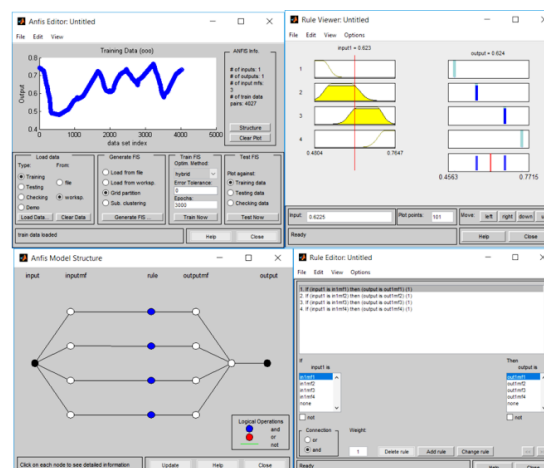 Anfis Editor: Untitled
File Edit View
Training Data (ooo)
0.8
0.7
0.6
0.5
0.4
Output
0 1000 2000 3000 4000 5000
data set index
ANFIS Info.
# of inputs: 1
# of outputs: 1
# of input mfs:
3
# of train data
pairs: 4027
Structure
Clear Plot
Load data
Type: From:
Training
Testing
Checking
Demo
file
worksp.
Load Data... Clear Data
Generate FIS
Load from file
Load from worksp.
Grid partition
Sub. clustering
Generate FIS ...
Train FIS
Optim. Method:
hybrid
Error Tolerance:
0
Epochs:
3000
Train Now
Test FIS
Plot against:
Training data
Testing data
Checking data
Test Now
train data loaded
Help Close
Rule Viewer: Untitled
File Edit View Options
input1 = 0.623
output = 0.624
1
2
3
4
0.4804 0.7647
0.4563 0.7715
Input: 0.6225
Plot points: 101
Move: left right down
Ready
Help Close
Anfis Model Structure
input inputmf rule outputmf output
Logical Operations
and
or
not
Click on each node to see detailed information
Update Help Close
Rule Editor: Untitled
File Edit View Options
1. If (input1 is in1mf1) then (output is out1mf1) (1)
2. If (input1 is in1mf2) then (output is out1mf2) (1)
3. If (input1 is in1mf3) then (output is out1mf3) (1)
4. If (input1 is in1mf4) then (output is out1mf4) (1)
If
input1 is
in1mf1
in1mf2
in1mf3
in1mf4
none
not
Then
output is
out1mf1
out1mf2
out1mf3
out1mf4
none
not
Connection
or
and
Weight:
1
Delete rule Add rule Change rule
Ready
Help Close